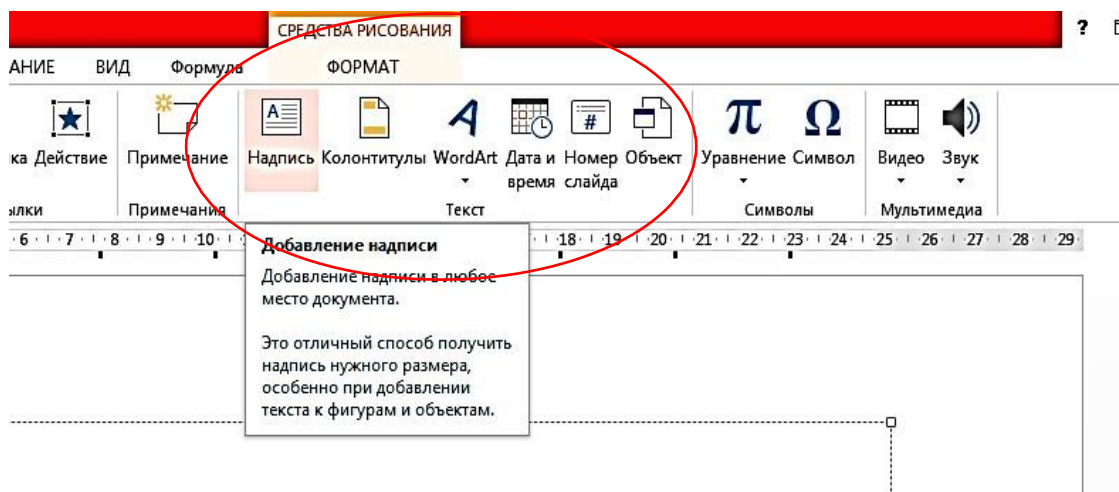 СРЕДСТВА РИСОВАНИЯ
?
АНИЕ ВИД Формула ФОРМАТ
ка Действие Примечание Надпись Колонтитулы WordArt Дата и время Номер слайда Объект Уравнение Символ Видео Звук
ылки Примечания Текст Символы Мультимедиа
6 7 8 9 10 18 19 20 21 22 23 24 25 26 27 28 29
Добавление надписи
Добавление надписи в любое
место документа.
Это отличный способ получить
надпись нужного размера,
особенно при добавлении
текста к фигурам и объектам.